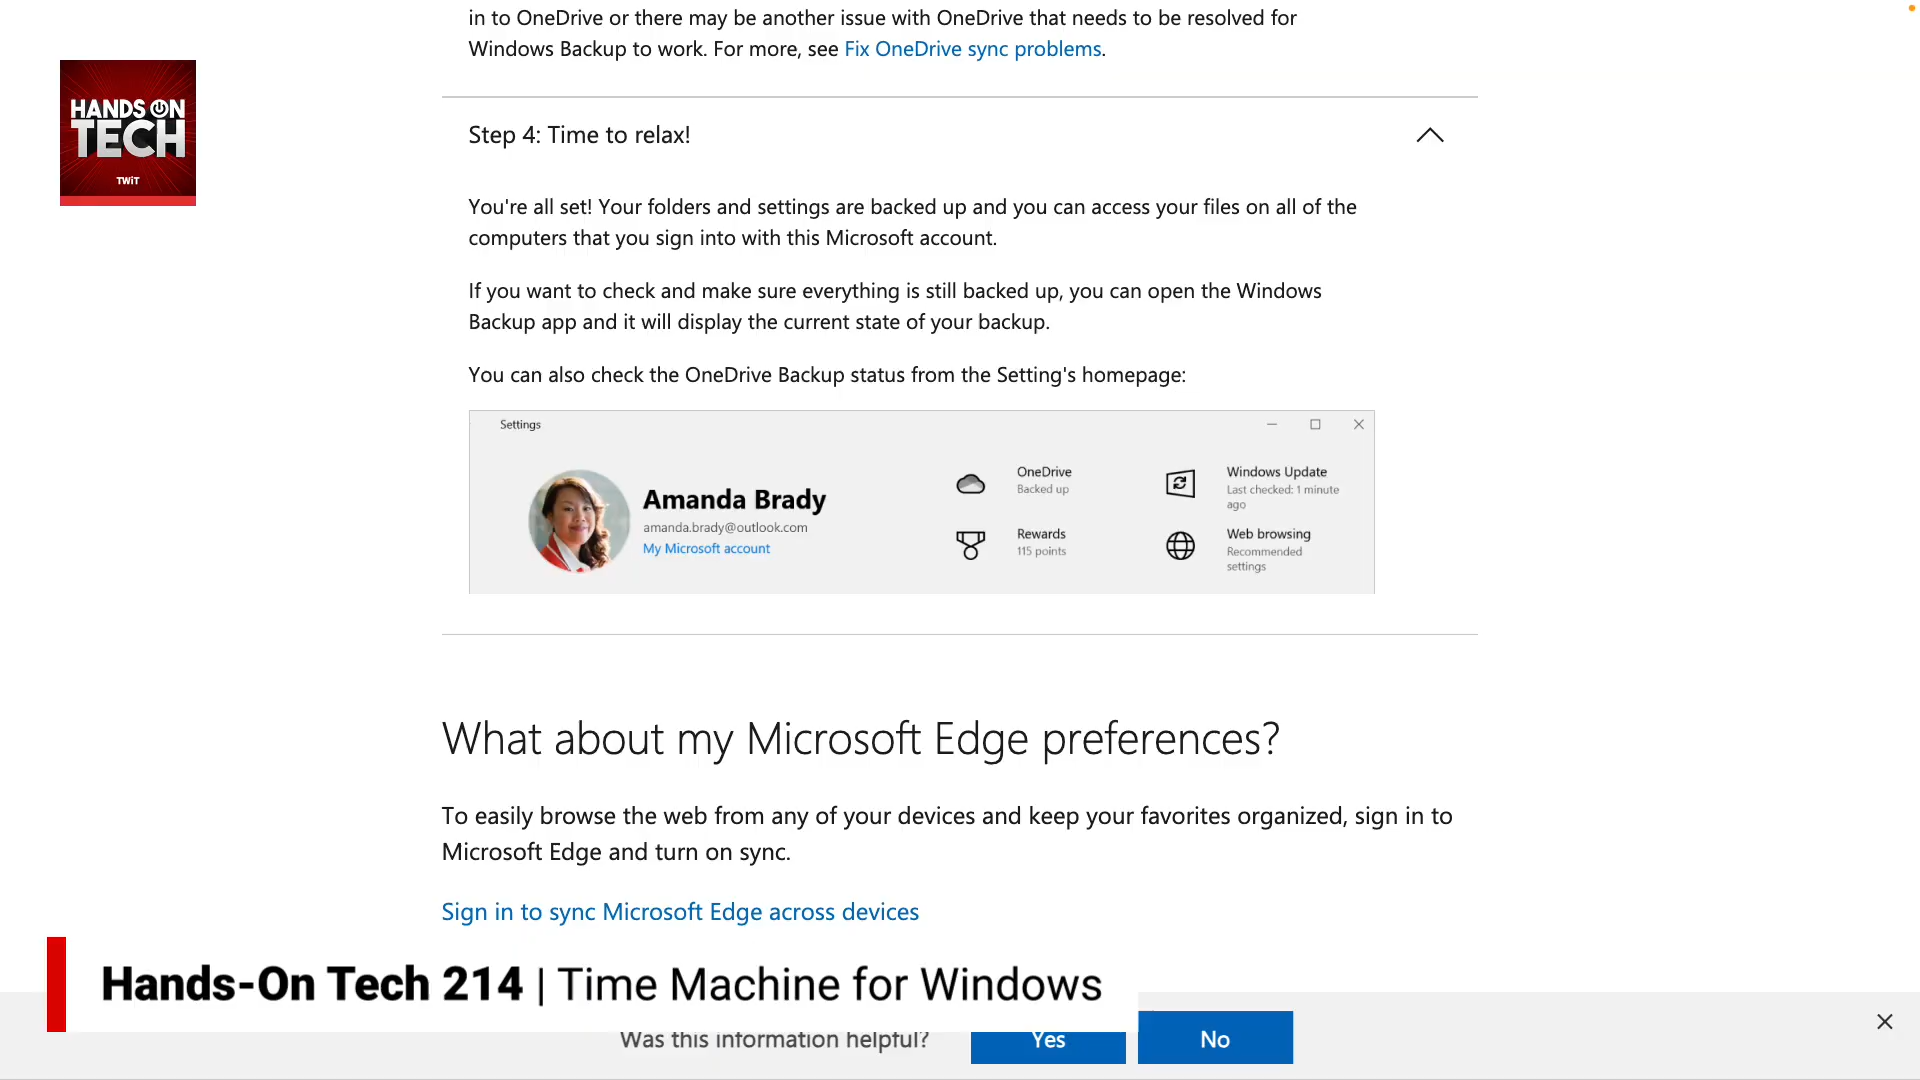 in to OneDrive or there may be another issue with OneDrive that needs to be resolved for
Windows Backup to work. For more, see Fix OneDrive sync problems.
HANDS ON
TECH
TWiT
Step 4: Time to relax!
You're all set! Your folders and settings are backed up and you can access your files on all of the
computers that you sign into with this Microsoft account.
If you want to check and make sure everything is still backed up, you can open the Windows
Backup app and it will display the current state of your backup.
You can also check the OneDrive Backup status from the Setting's homepage:
Settings
Amanda Brady
amanda.brady@outlook.com
My Microsoft account
OneDrive
Backed up
Rewards
115 points
Windows Update
Last checked: 1 minute
ago
Web browsing
Recommended
settings
What about my Microsoft Edge preferences?
To easily browse the web from any of your devices and keep your favorites organized, sign in to
Microsoft Edge and turn on sync.
Sign in to sync Microsoft Edge across devices
Hands-On Tech 214 | Time Machine for Windows
Was this information helpful?
Yes
No